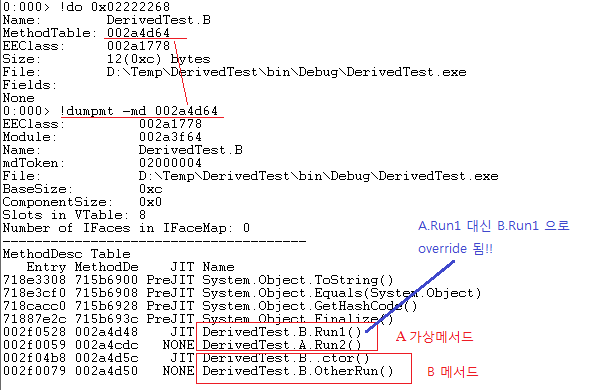 0:000> !do 0x02222268
Name: DerivedTest.B
MethodTable: 002a4d64
EEClass: 002a1778
Size: 12(0xc) bytes
File: D:\Temp\DerivedTest\bin\Debug\DerivedTest.exe
Fields:
None
0:000> !dumpmt -md 002a4d64
EEClass: 002a1778
Module: 002a3f64
Name: DerivedTest.B
mdToken: 02000004
File: D:\Temp\DerivedTest\bin\Debug\DerivedTest.exe
BaseSize: 0xc
ComponentSize: 0x0
Slots in VTable: 8
Number of IFaces in IFaceMap: 0
A.Run1 대신 B.Run1 으로
override 됨!!
--------------------------------------
MethodDesc Table
Entry MethodDe JIT Name
718e3308 715b6900 PreJIT System.Object.ToString()
718e3cf0 715b6908 PreJIT System.Object.Equals(System.Object)
718cacc0 715b6928 PreJIT System.Object.GetHashCode()
71887e2c 715b693c PreJIT System.Object.Finalize()
002f0528 002a4d48 JIT DerivedTest.B.Run1()
002f0059 002a4cdc NONE DerivedTest.A.Run2()
A 가상메서드
002f04b8 002a4d5c JIT DerivedTest.B..ctor()
002f0079 002a4d50 NONE DerivedTest.B.OtherRun()
B 메서드